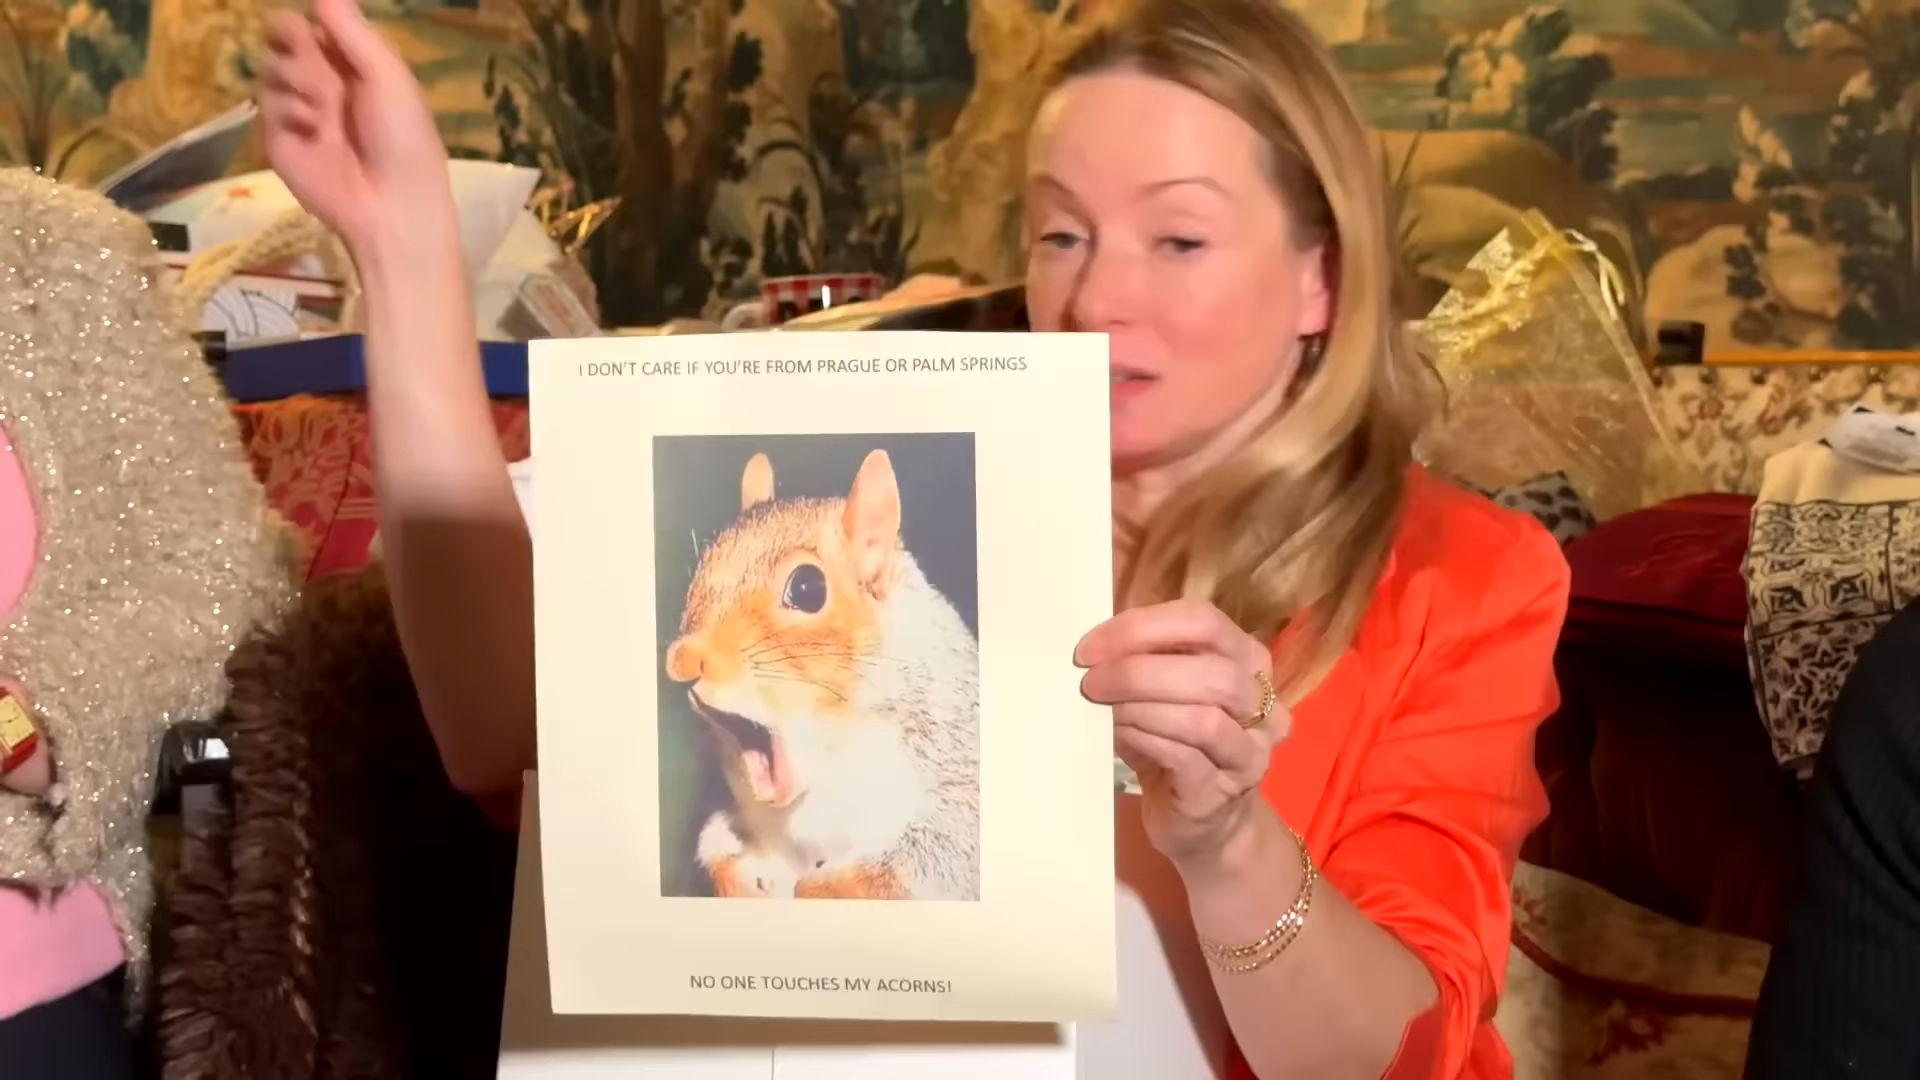 I DON'T CARE IF YOU'RE FROM PRAGUE OR PALM SPRINGS
NO ONE TOUCHES MY ACORNS!